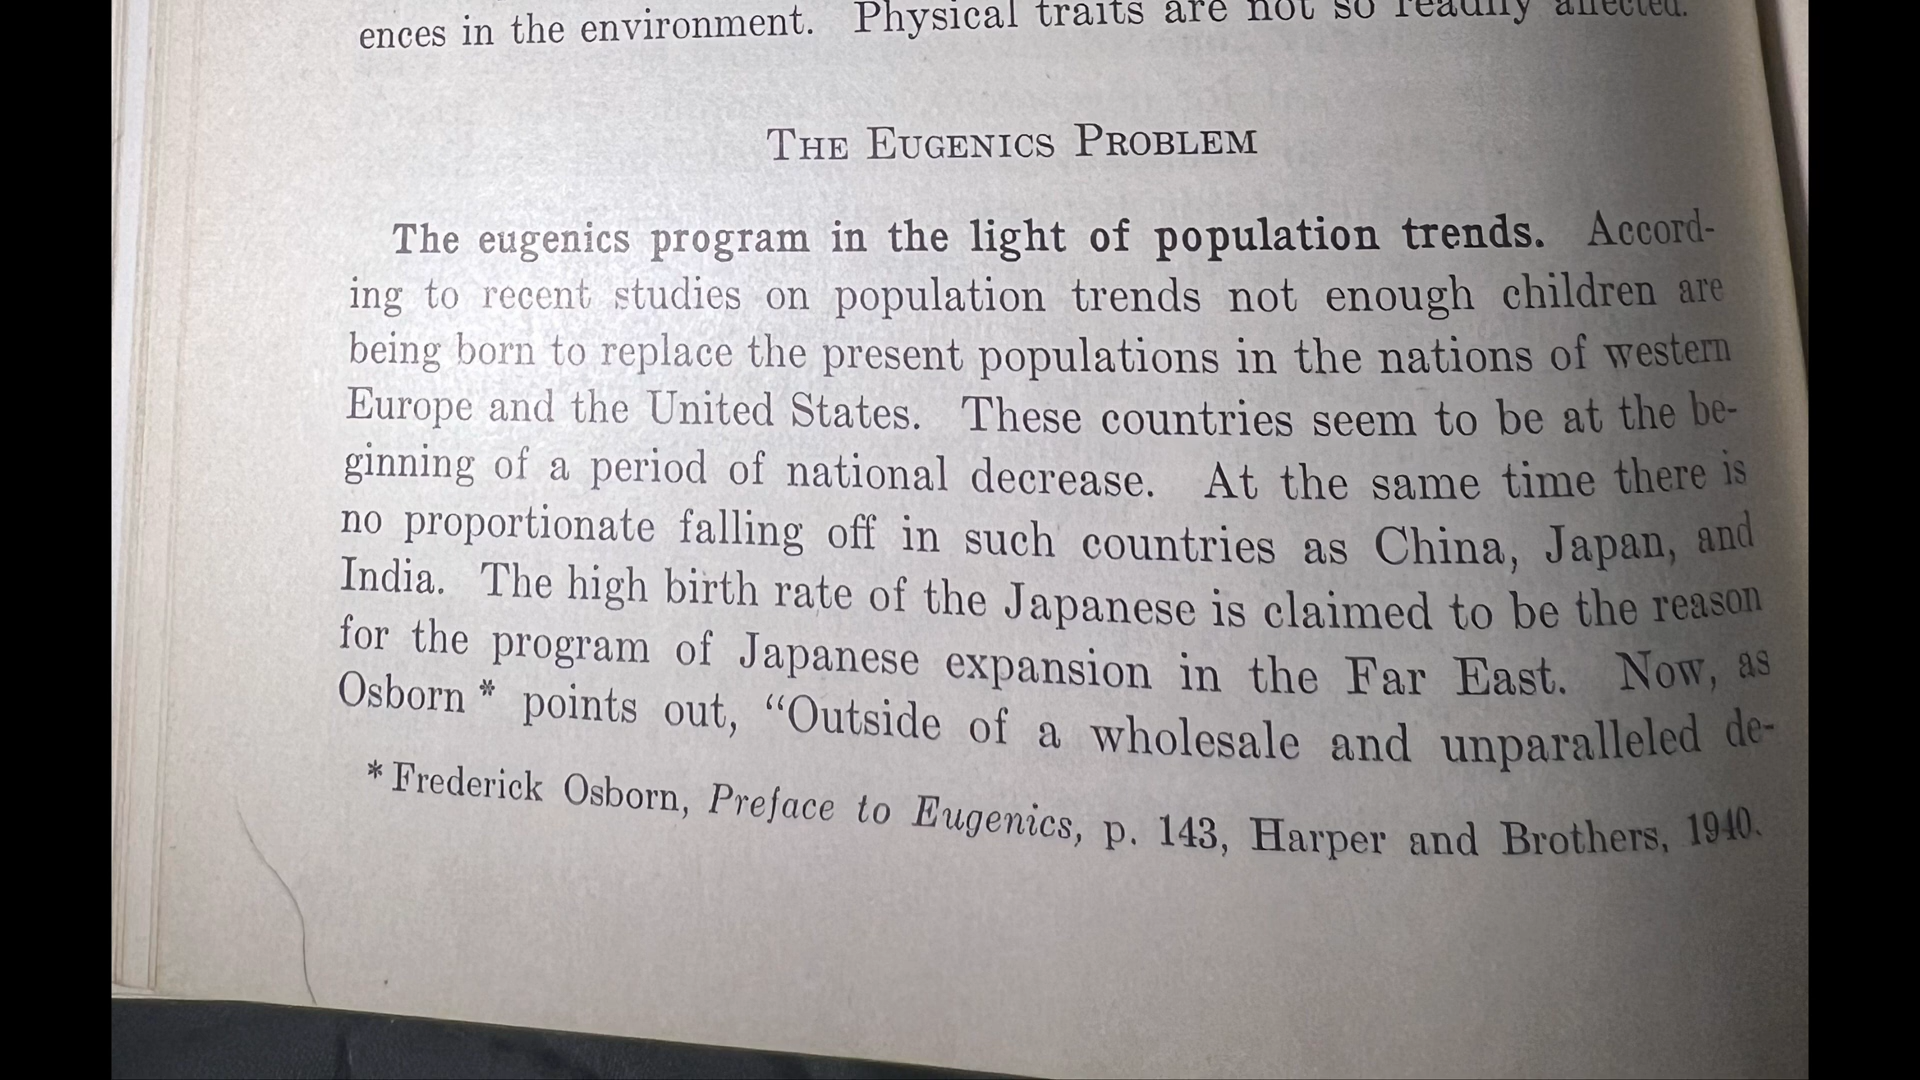 ences in the environment. Physical traits are not so readily affected.
THE EUGENICS PROBLEM
The eugenics program in the light of population trends. Accord-
ing to recent studies on population trends not enough children are
being born to replace the present populations in the nations of western
Europe and the United States. These countries seem to be at the be-
ginning of a period of national decrease. At the same time there is
no proportionate falling off in such countries as China, Japan, and
India. The high birth rate of the Japanese is claimed to be the reason
for the program of Japanese expansion in the Far East. Now, as
Osborn * points out, “Outside of a wholesale and unparalleled de-
* Frederick Osborn, Preface to Eugenics, p. 143, Harper and Brothers, 1940.